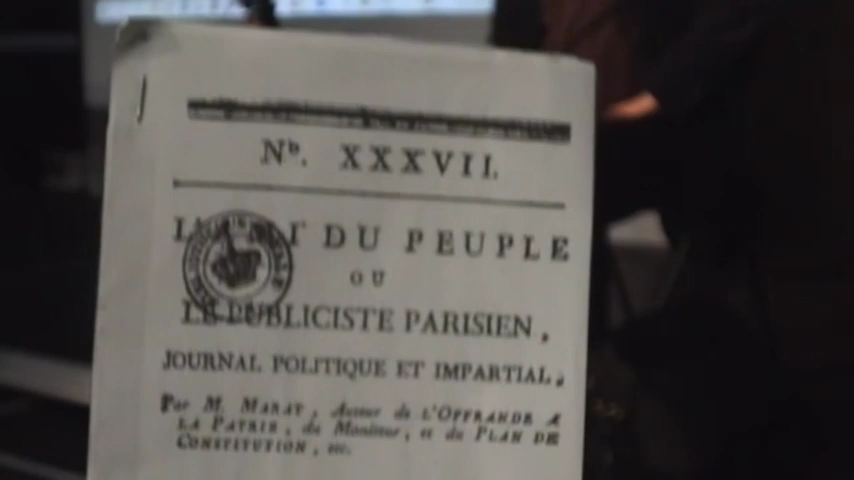 Nº. XXXVII.
DU PEUPLE
OU
LE PUBLICISTE PARISIEN,
JOURNAL POLITIQUE ET IMPARTIAL,
Par M. MARAT, Auteur de L'OFFRANDE A
LA PATRIE, du Moniteur, et du PLAN DE
CONSTITUTION, etc.